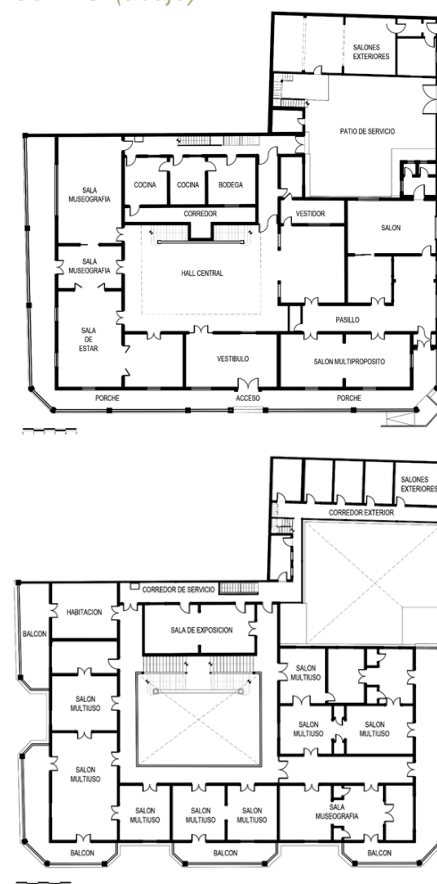 (abajo)
SALONES
EXTERIORES
PATIO DE SERVICIO
SALA
MUSEOGRAFIA
COCINA
COCINA
BODEGA
CORREDOR
VESTIDOR
SALON
SALA
MUSEOGRAFIA
HALL CENTRAL
SALA
DE
ESTAR
PASILLO
VESTIBULO
SALON MULTIPROPOSITO
PORCHE
ACCESO
PORCHE
SALONES
EXTERIORES
CORREDOR EXTERIOR
CORREDOR DE SERVICIO
HABITACION
BALCON
SALA DE EXPOSICION
SALON
MULTIUSO
SALON
MULTIUSO
SALON
MULTIUSO
SALON
MULTIUSO
SALON
MULTIUSO
SALON
MULTIUSO
SALON
MULTIUSO
SALON
MULTIUSO
SALA
MUSEOGRAFIA
BALCON
BALCON
BALCON